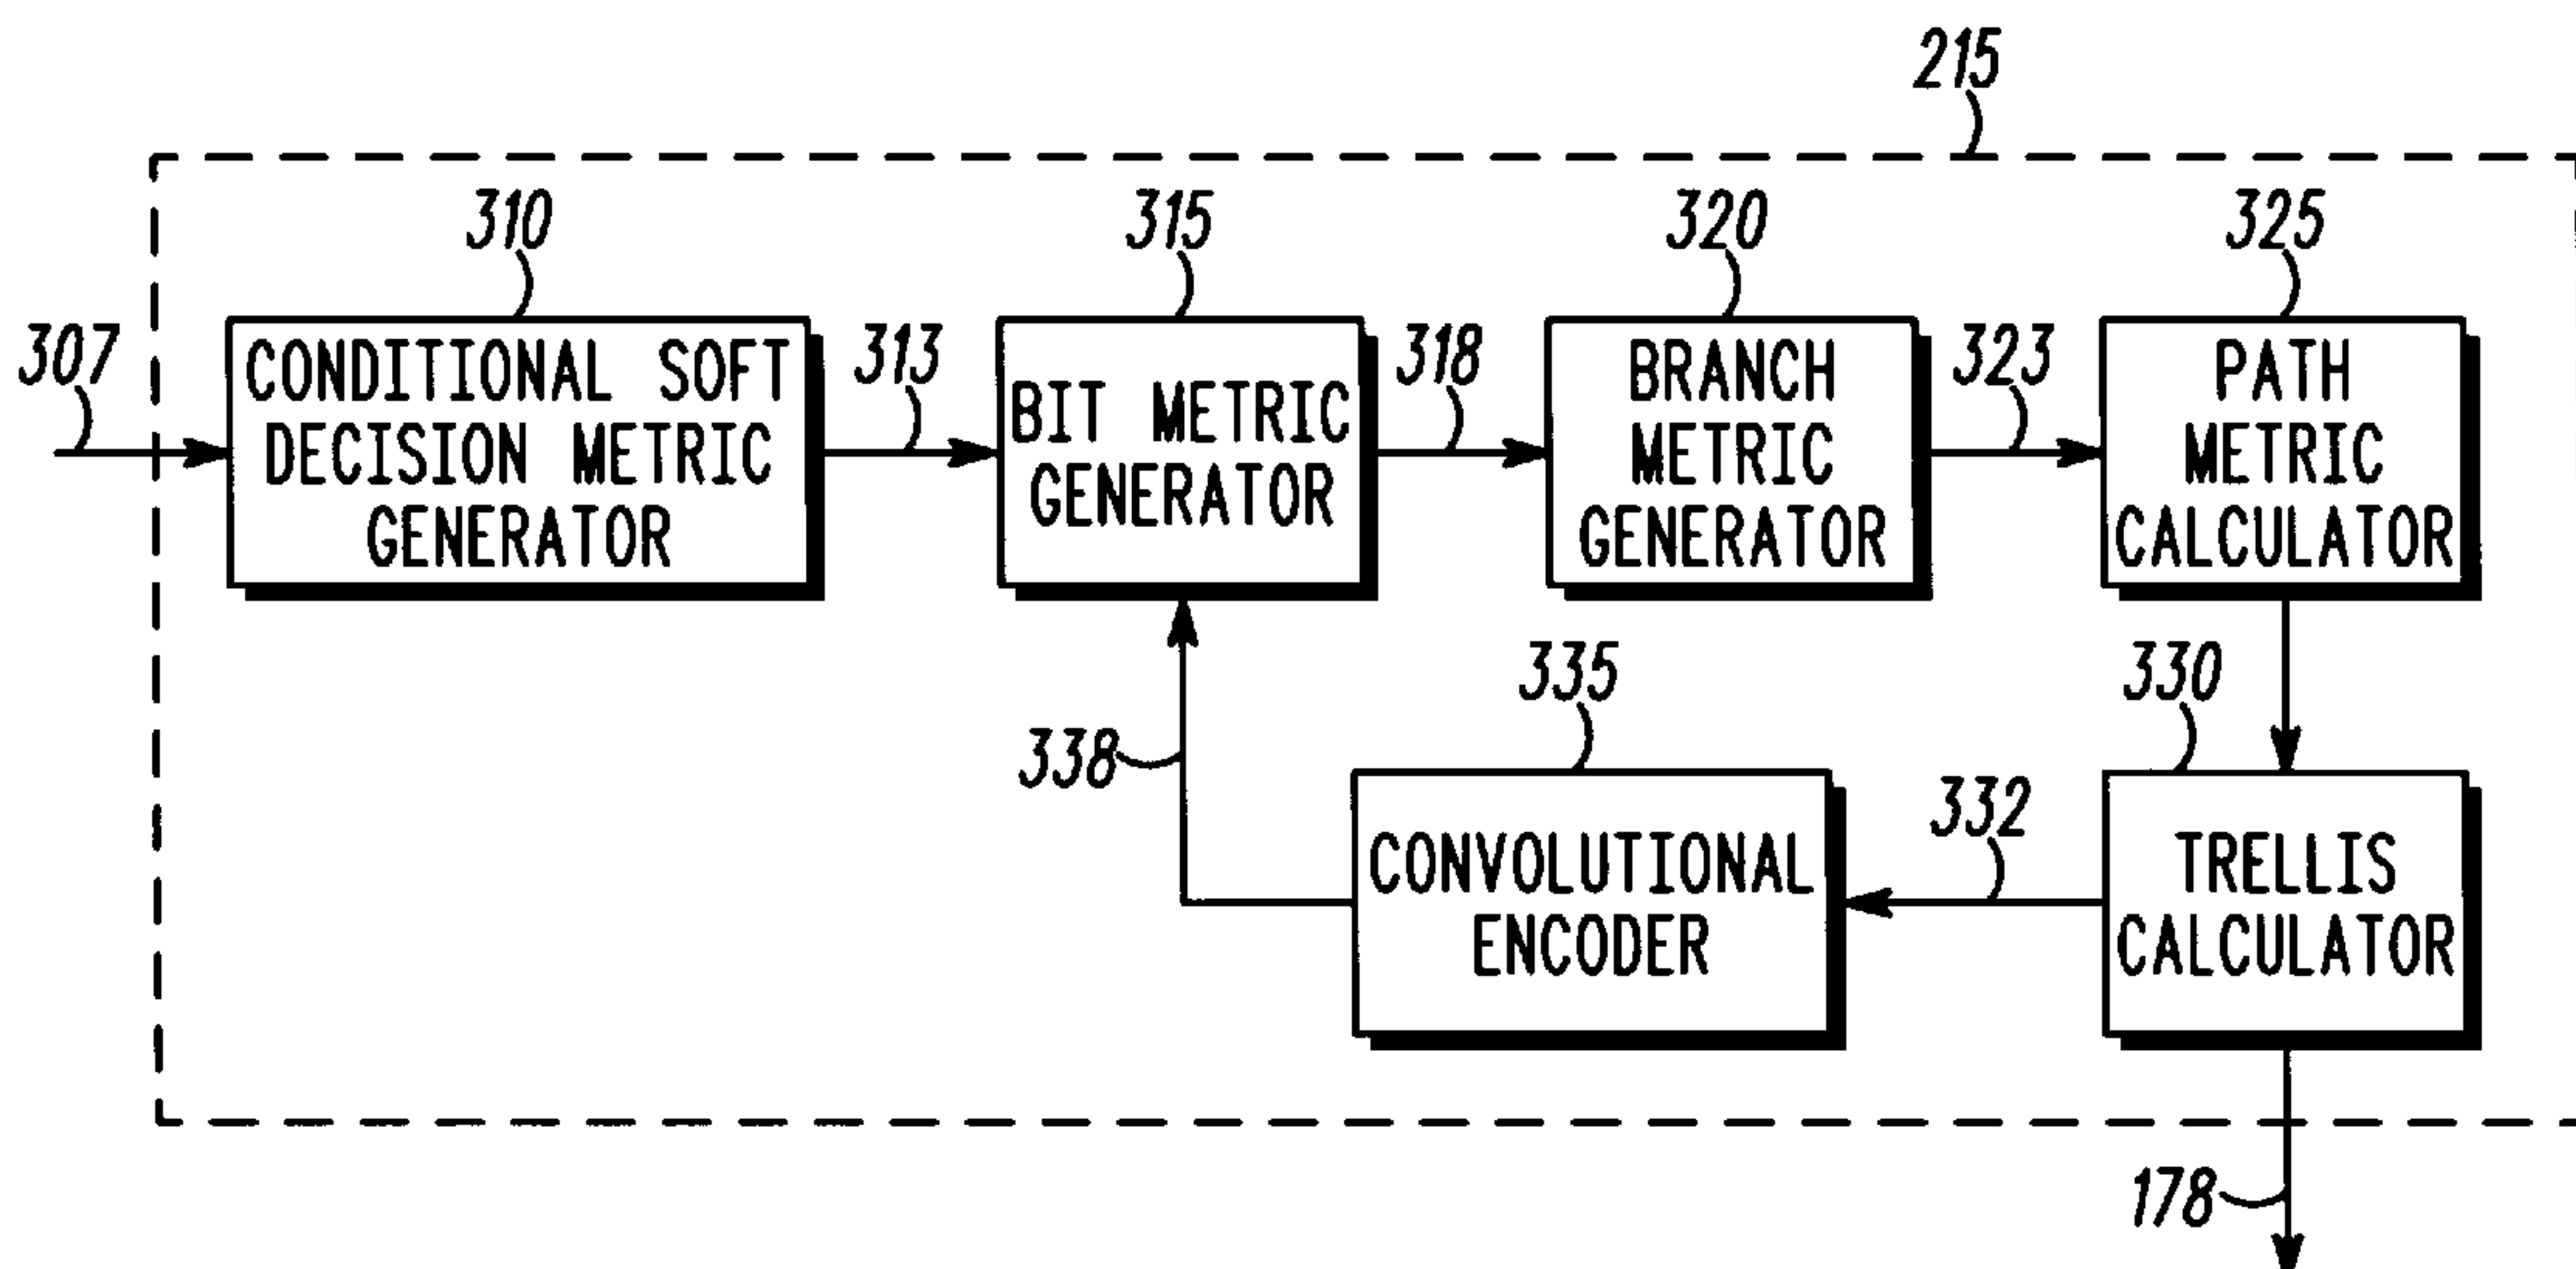 215
310
315
320
325
307
CONDITIONAL SOFT
DECISION METRIC
GENERATOR
313
BIT METRIC
GENERATOR
318
BRANCH
METRIC
GENERATOR
323
PATH
METRIC
CALCULATOR
338
335
CONVOLUTIONAL
ENCODER
332
330
TRELLIS
CALCULATOR
178